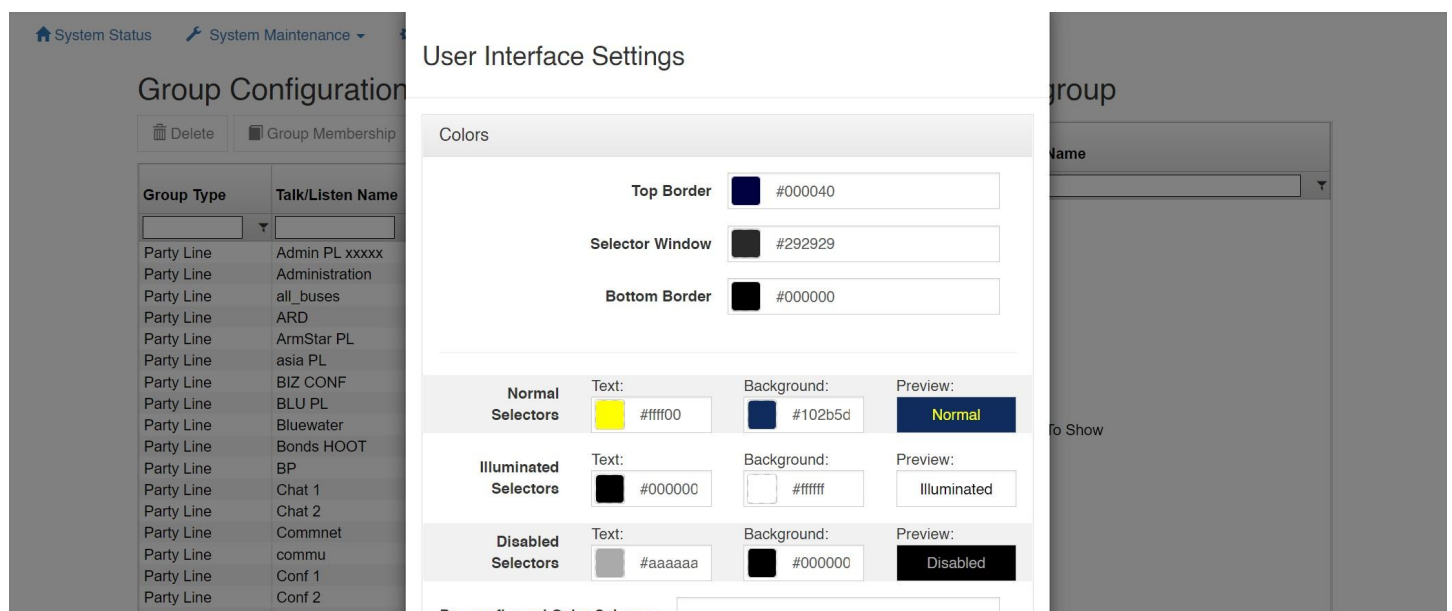 System Status System Maintenance
User Interface Settings
Group Configuration
group
Delete Group Membership
Colors
Name
Group Type Talk/Listen Name
Top Border #000040
Selector Window #292929
Bottom Border #000000
Party Line Admin PL xxxxx
Party Line Administration
Party Line all_buses
Party Line ARD
Party Line ArmStar PL
Party Line asia PL
Party Line BIZ CONF
Party Line BLU PL
Party Line Bluewater
Party Line Bonds HOOT
Party Line BP
Party Line Chat 1
Party Line Chat 2
Party Line Commnet
Party Line commu
Party Line Conf 1
Party Line Conf 2
Normal Selectors
Text: Background: Preview:
#ffff00 #102b5d Normal
To Show
Illuminated Selectors
Text: Background: Preview:
#000000 #ffffff Illuminated
Disabled Selectors
Text: Background: Preview:
#aaaaaa #000000 Disabled